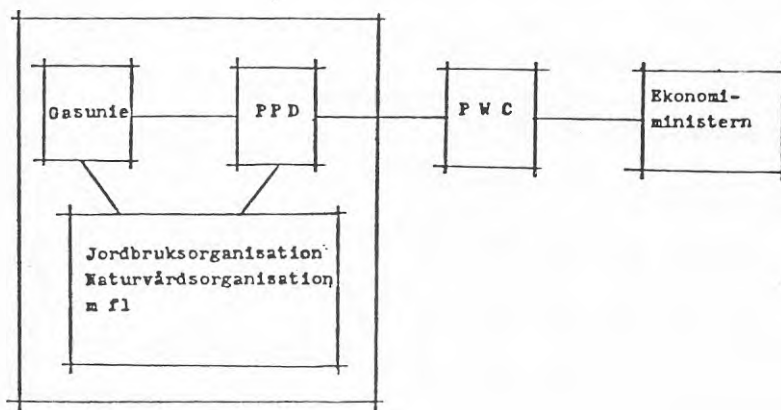 Gasunie
PPD
PWC
Ekonomi-
ministern
Jordbruksorganisation
Naturvårdsorganisation
m fl